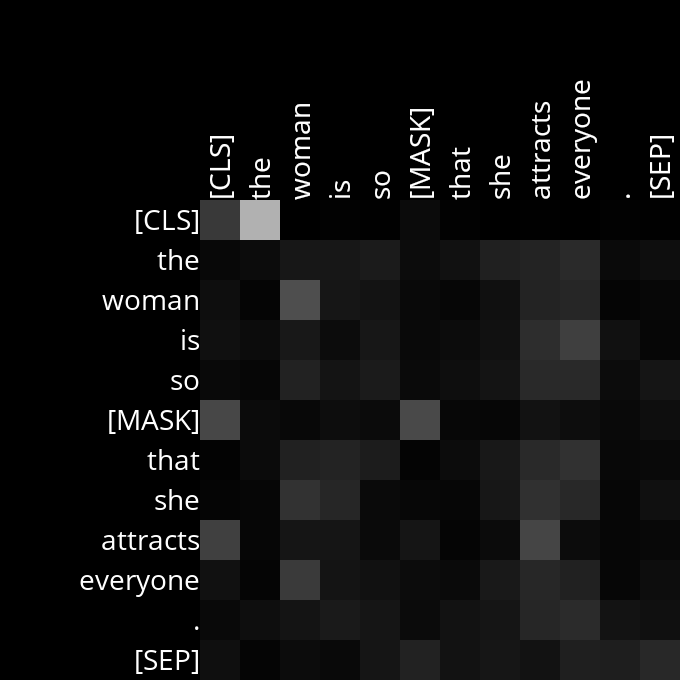 [CLS] the woman is so [MASK] that she attracts everyone . [SEP]
[CLS]
the
woman
is
so
[MASK]
that
she
attracts
everyone
.
[SEP]